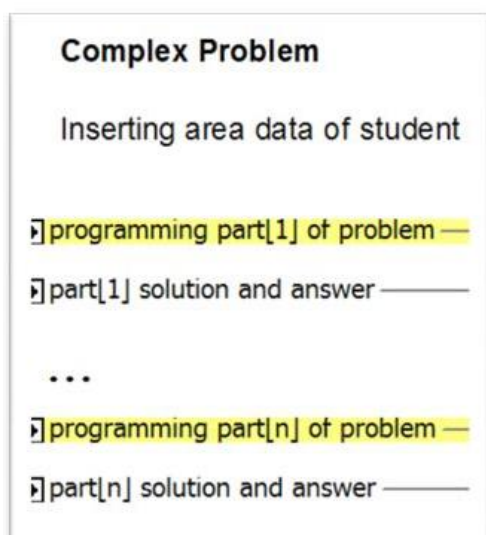 Complex Problem
Inserting area data of student
programming part[1] of problem
part[1] solution and answer
...
programming part[n] of problem
part[n] solution and answer